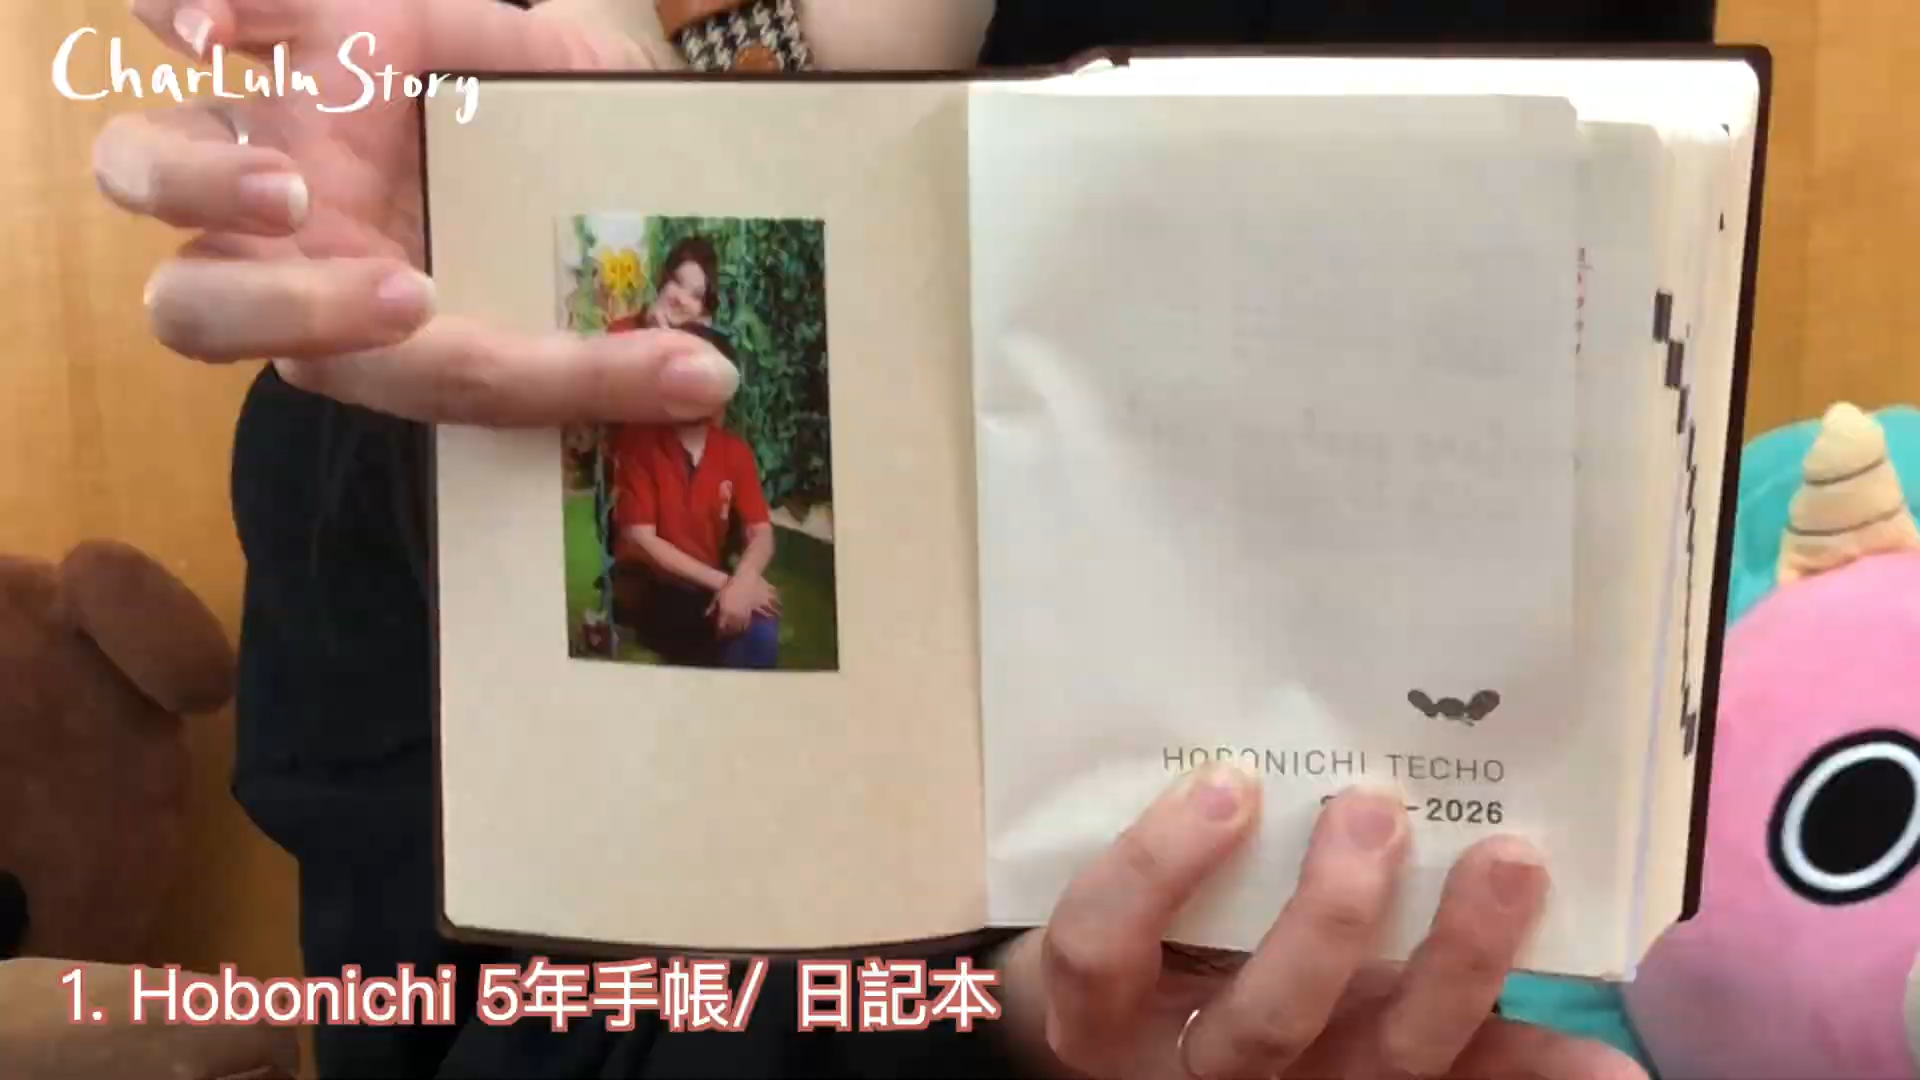 CharLulu Story
HOBONICHI TECHO
-2026
1. Hobonichi 5年手帳/ 日記本